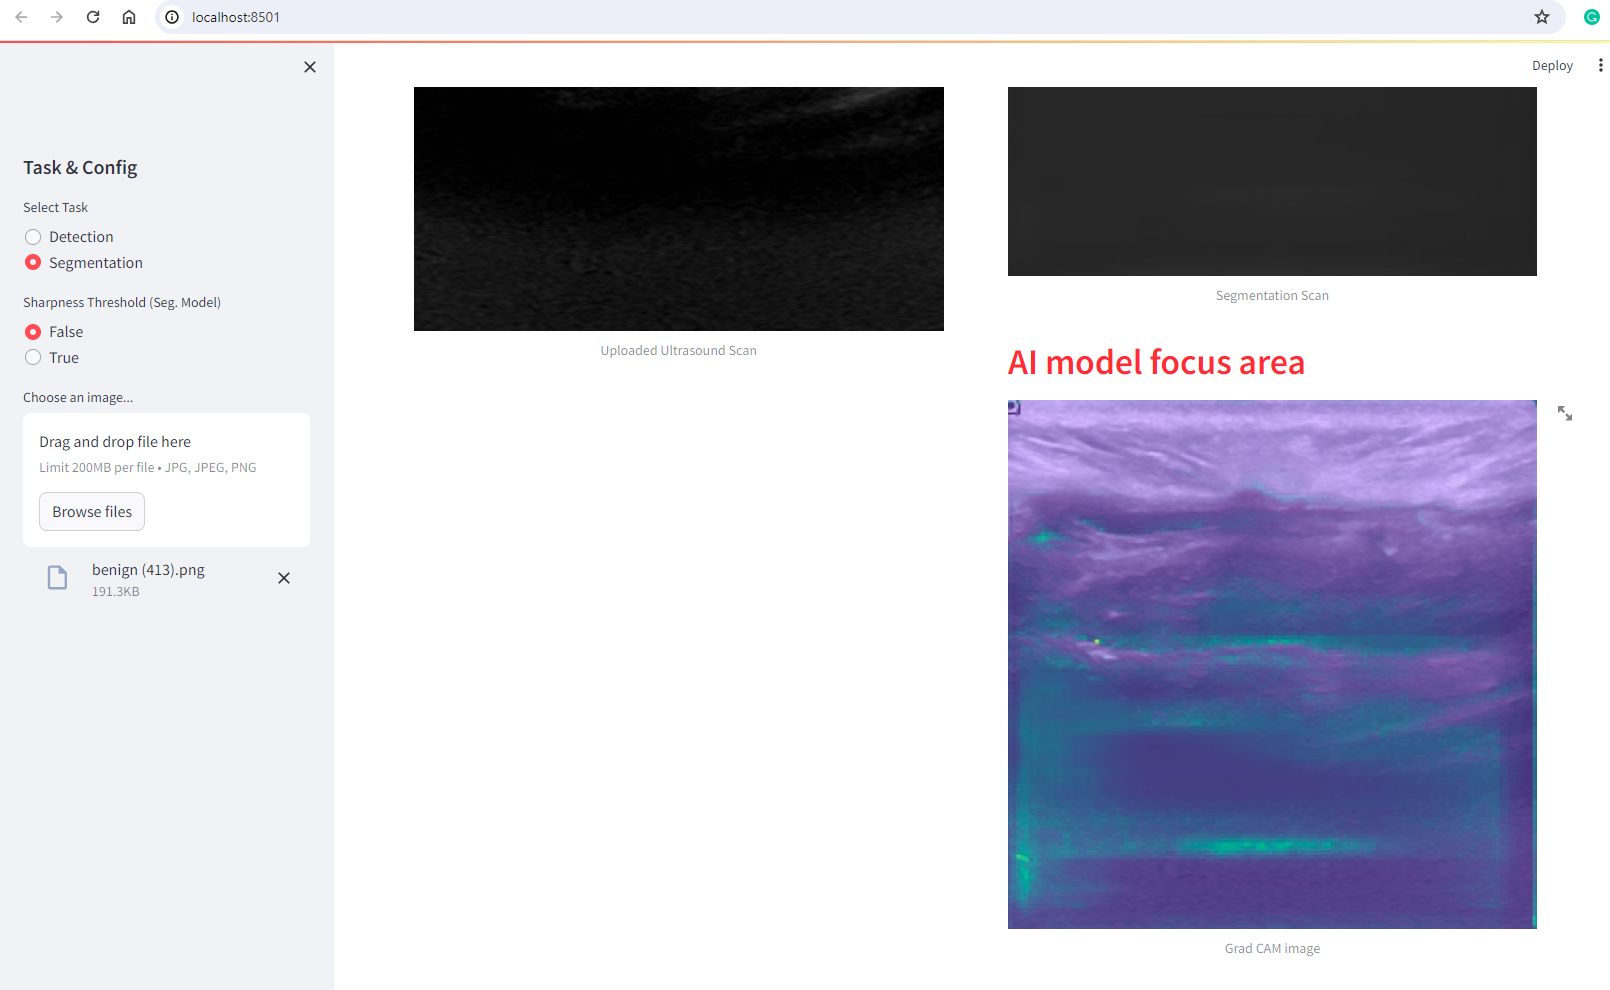 localhost:8501
Deploy
Task & Config
Select Task
Detection
Segmentation
Sharpness Threshold (Seg. Model)
False
True
Choose an image...
Drag and drop file here
Limit 200MB per file • JPG, JPEG, PNG
Browse files
benign (413).png
191.3KB
Uploaded Ultrasound Scan
Segmentation Scan
AI model focus area
Grad CAM image